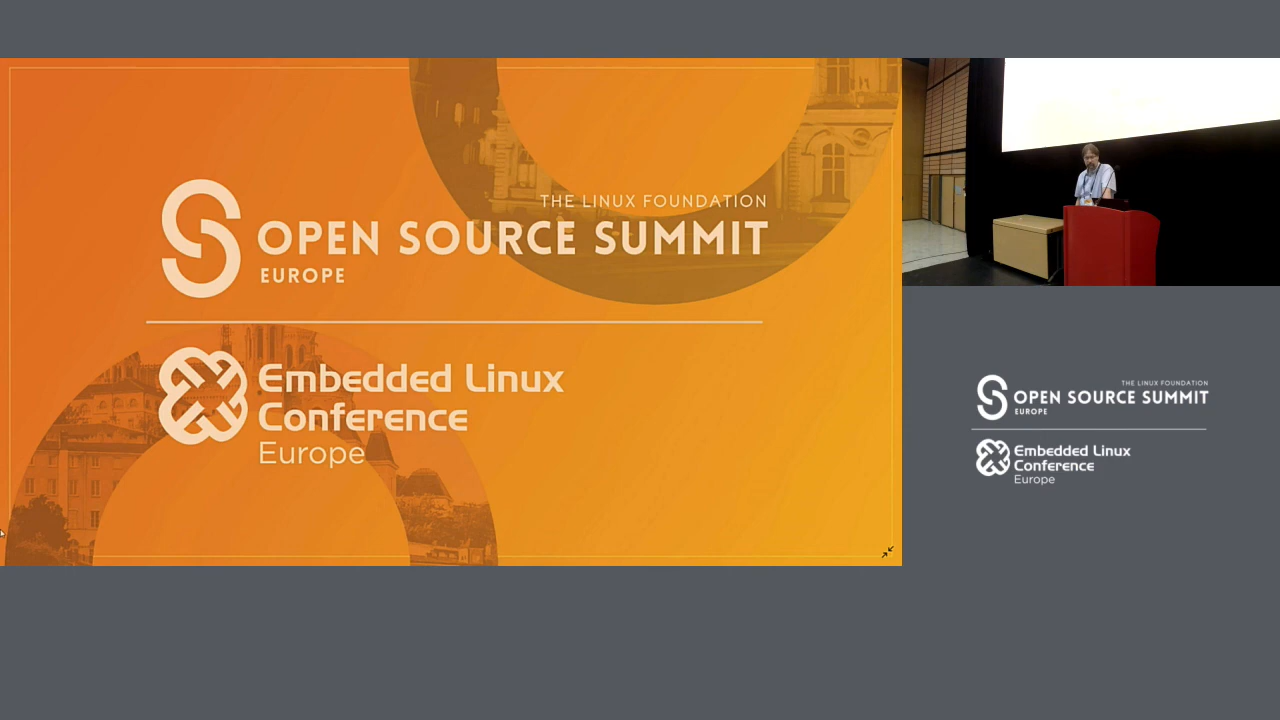 THE LINUX FOUNDATION
OPEN SOURCE SUMMIT
EUROPE
Embedded Linux
Conference
Europe
THE LINUX FOUNDATION
OPEN SOURCE SUMMIT
EUROPE
Embedded Linux
Conference
Europe